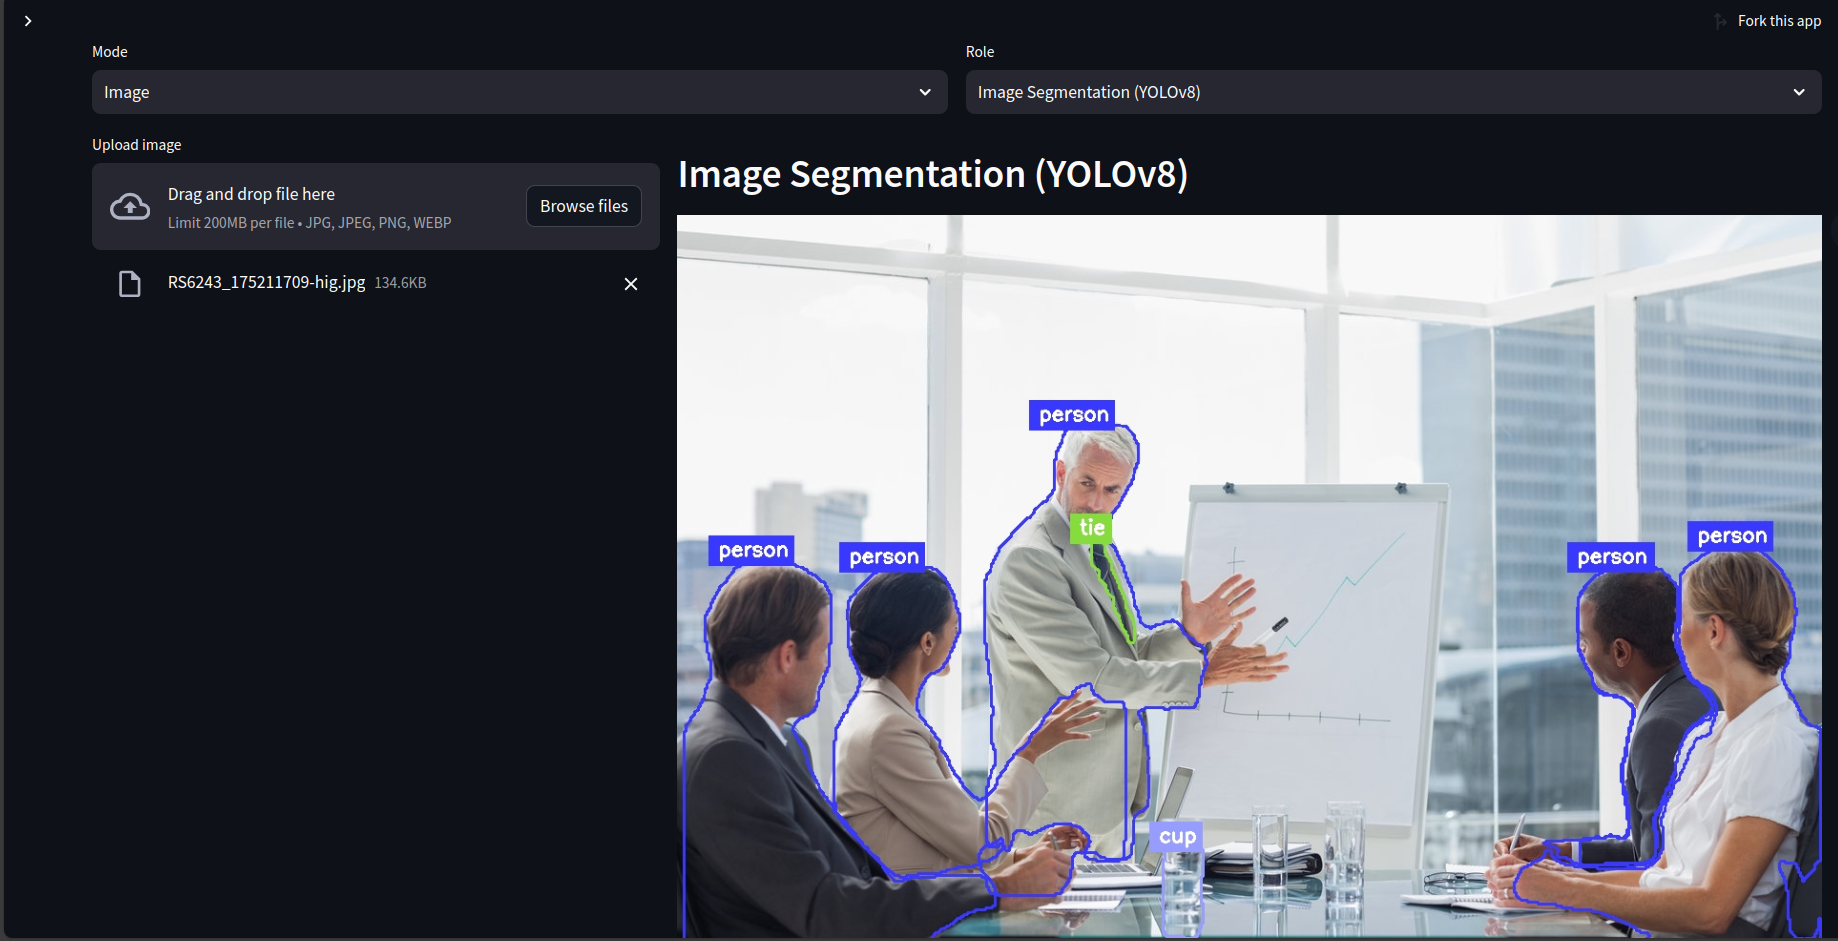 Fork this app
Mode
Role
Image
Image Segmentation (YOLOv8)
Upload image
Drag and drop file here
Limit 200MB per file • JPG, JPEG, PNG, WEBP
Browse files
RS6243_175211709-hig.jpg 134.6KB
Image Segmentation (YOLOv8)
person
tie
person
person
person
person
cup